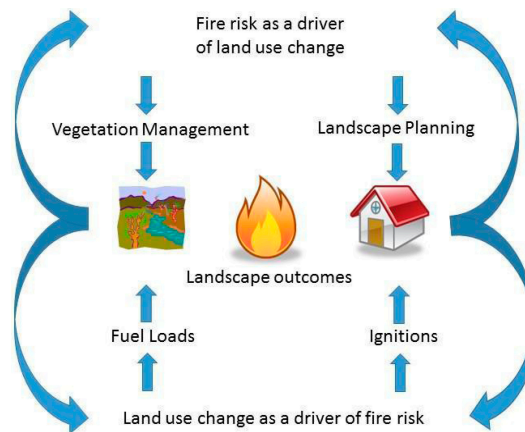 Fire risk as a driver
of land use change
Vegetation Management
Landscape Planning
Landscape outcomes
Fuel Loads
Ignitions
Land use change as a driver of fire risk